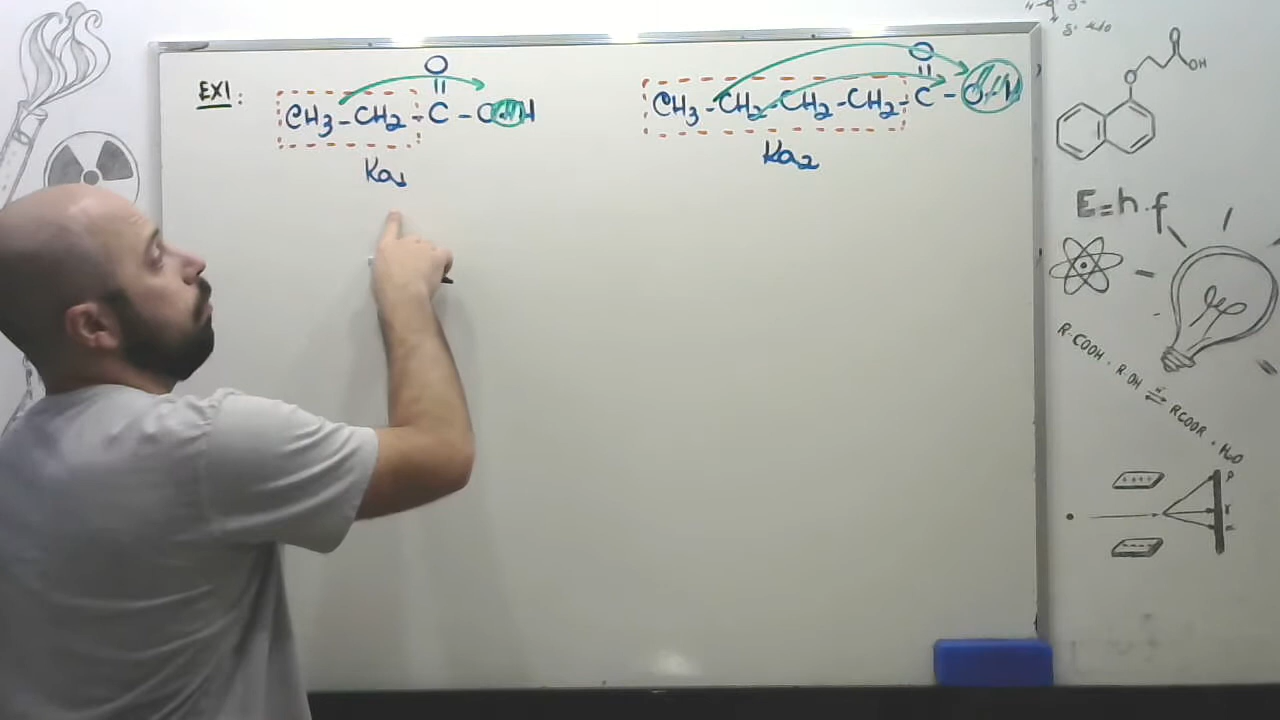 EX1:
O
||
CH3-CH2-C-O-H
Ka1
O
||
CH3-CH2-CH2-CH2-C-O-H
Ka2
OH
O
O
E=h.f
R-COOH + R-OH ⇌ RCOOR + H2O